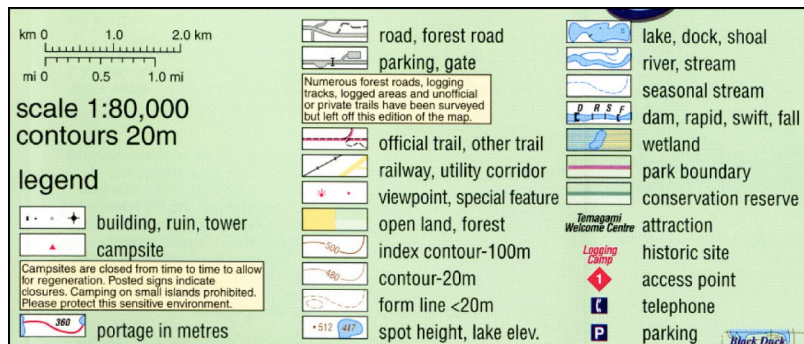 km 0 1.0 2.0 km
mi 0 0.5 1.0 mi
scale 1:80,000
contours 20m
legend
building, ruin, tower
campsite
Campsites are closed from time to time to allow
for regeneration. Posted signs indicate
closures. Camping on small islands prohibited.
Please protect this sensitive environment.
360 portage in metres
road, forest road
parking, gate
Numerous forest roads, logging
tracks, logged areas and unofficial
or private trails have been surveyed
but left off this edition of the map.
official trail, other trail
railway, utility corridor
viewpoint, special feature
open land, forest
500 index contour-100m
480 contour-20m
form line <20m
•512 417 spot height, lake elev.
lake, dock, shoal
river, stream
seasonal stream
D R S F dam, rapid, swift, fall
wetland
park boundary
conservation reserve
Temagami
Welcome Centre attraction
Logging
Camp historic site
1 access point
telephone
P parking
Black Duck